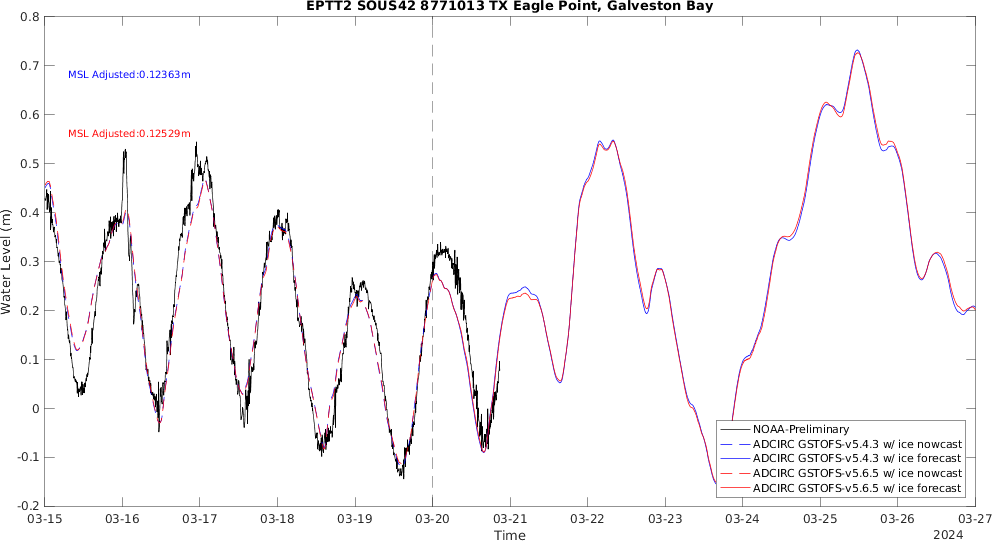 EPTT2 SOUS42 8771013 TX Eagle Point, Galveston Bay
0.8
0.7
0.6
0.5
0.4
0.3
0.2
0.1
0
-0.1
-0.2
Water Level (m)
MSL Adjusted:0.12363m
MSL Adjusted:0.12529m
NOAA-Preliminary
ADCIRC GSTOFS-v5.4.3 w/ ice nowcast
ADCIRC GSTOFS-v5.4.3 w/ ice forecast
ADCIRC GSTOFS-v5.6.5 w/ ice nowcast
ADCIRC GSTOFS-v5.6.5 w/ ice forecast
03-15 03-16 03-17 03-18 03-19 03-20 03-21 03-22 03-23 03-24 03-25 03-26 03-27
Time
2024